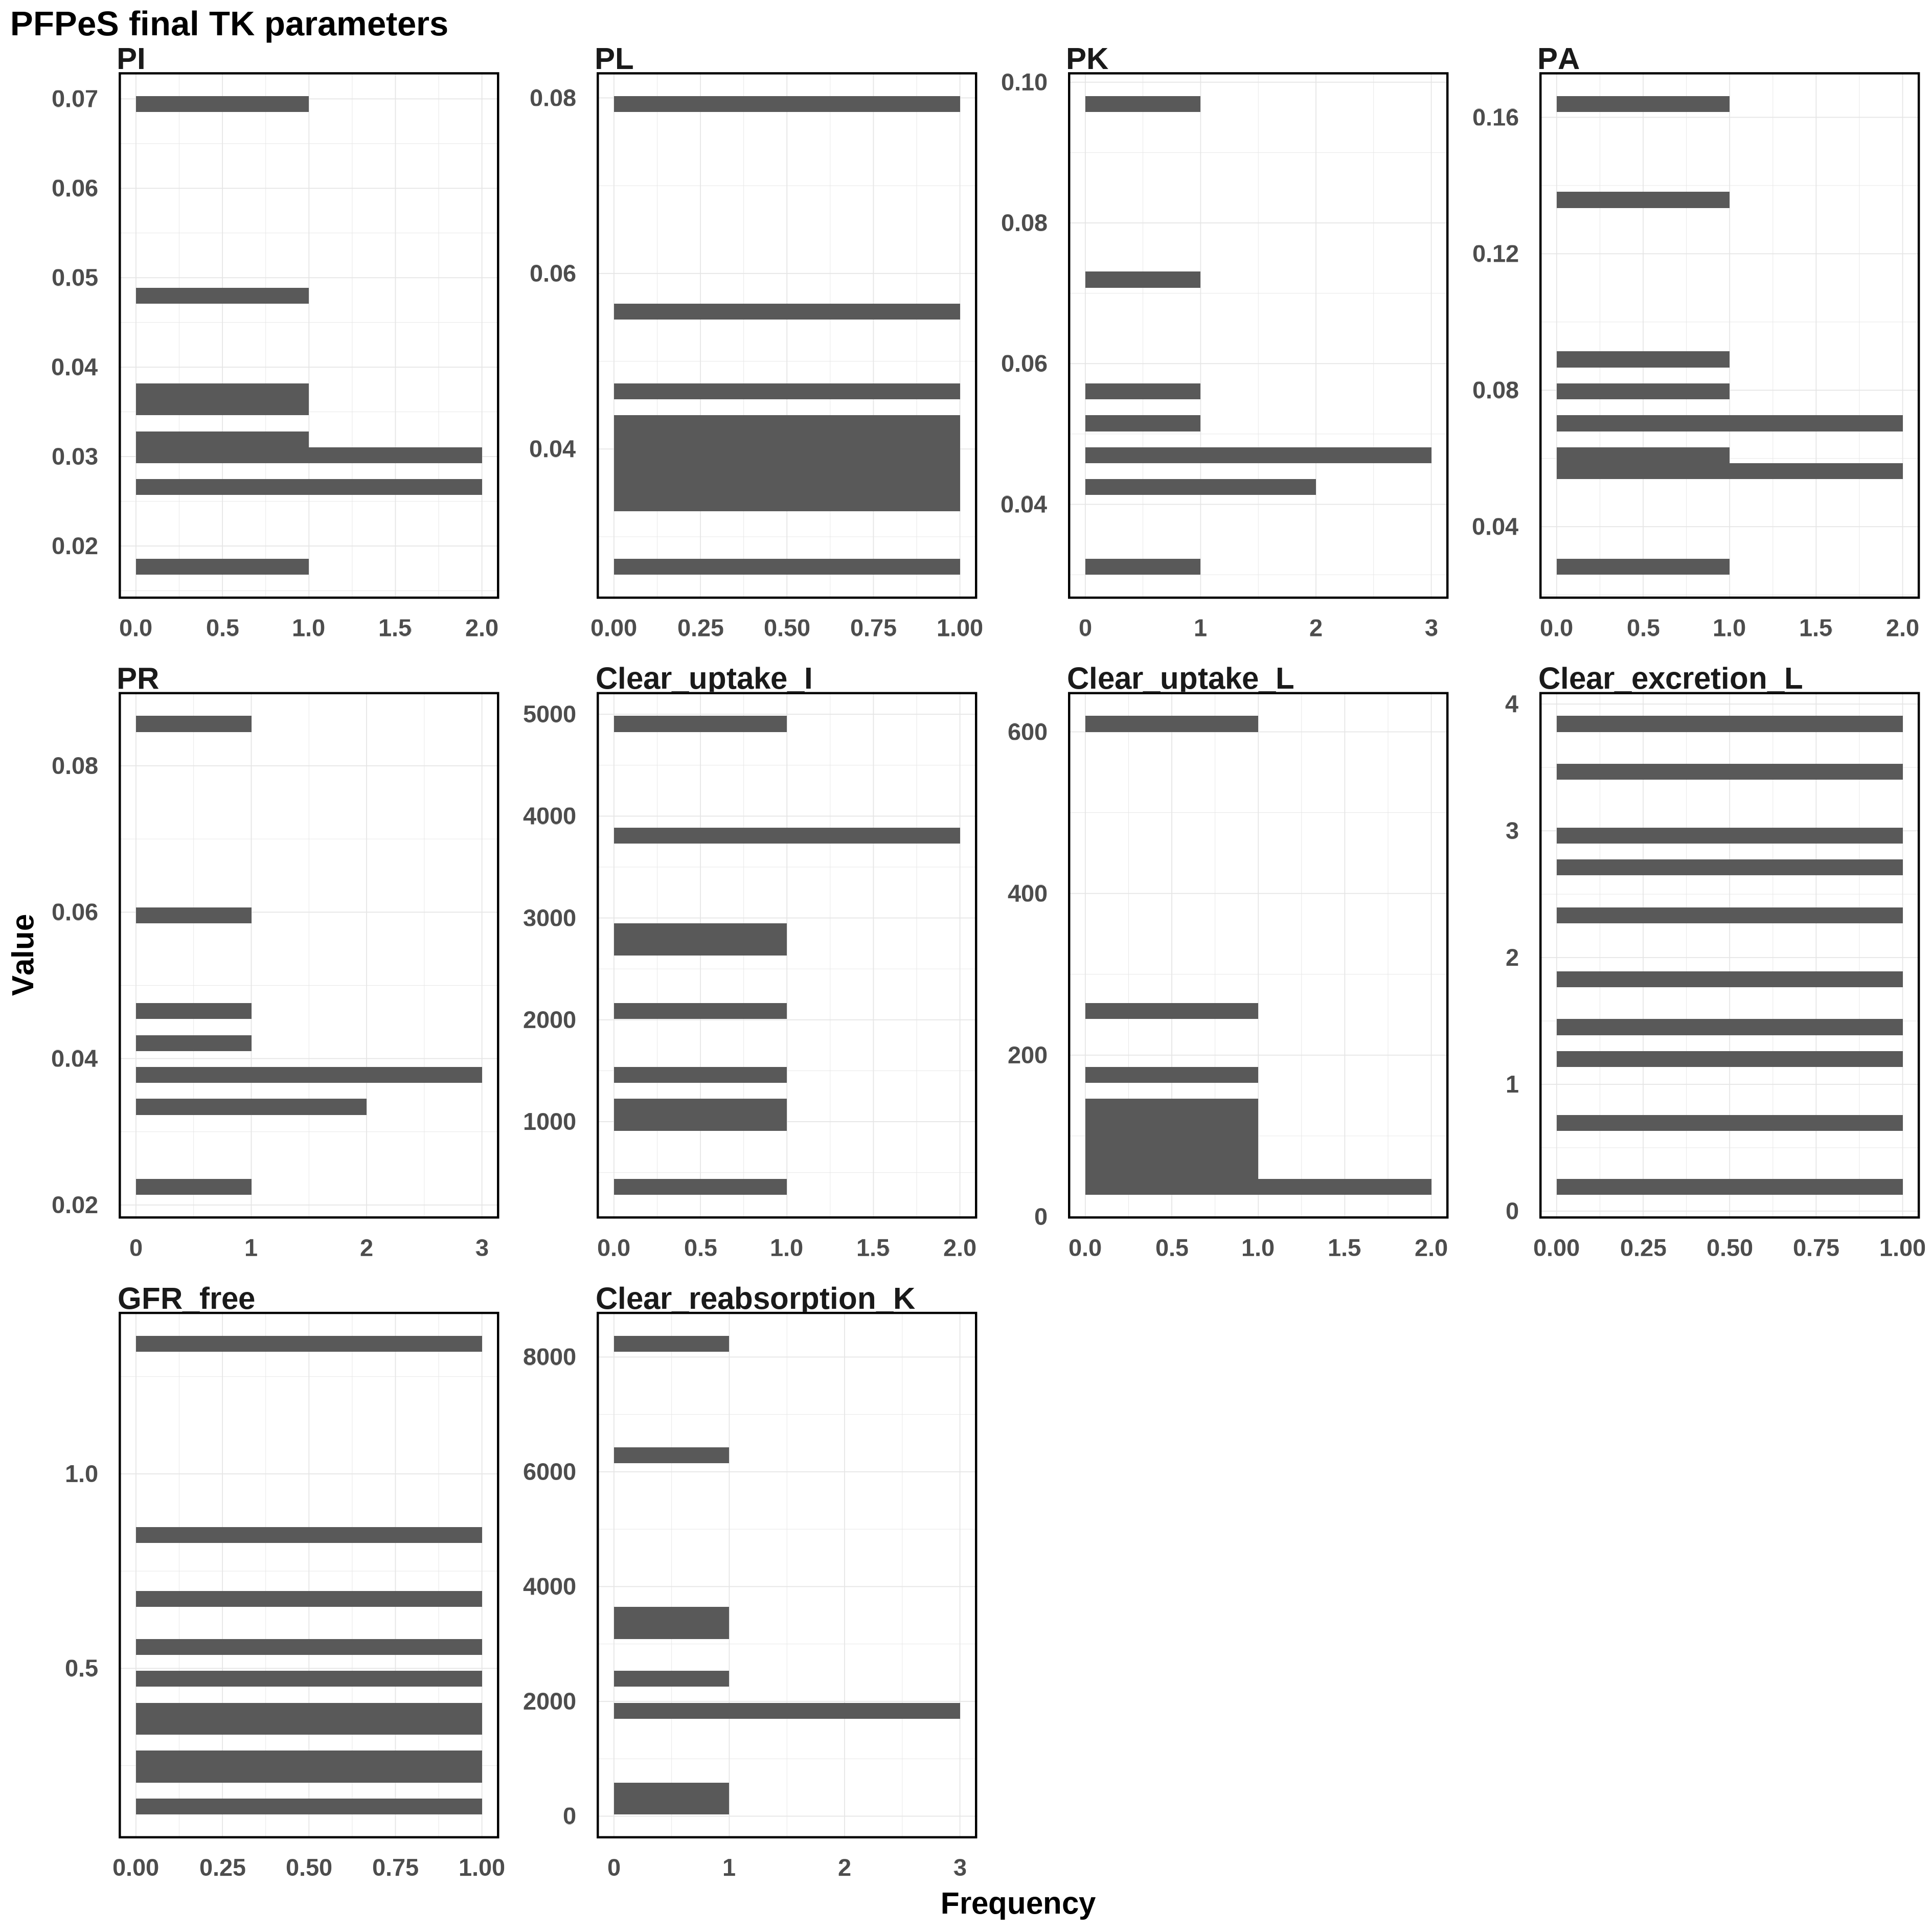 PFPeS final TK parameters
PI PL PK PA
0.07 0.06 0.05 0.04 0.03 0.02
0.08 0.06 0.04
0.10 0.08 0.06 0.04
0.16 0.12 0.08 0.04
0.0 0.5 1.0 1.5 2.0
0.00 0.25 0.50 0.75 1.00
0 1 2 3
0.0 0.5 1.0 1.5 2.0
PR Clear_uptake_I Clear_uptake_L Clear_excretion_L
Value
0.08 0.06 0.04 0.02
5000 4000 3000 2000 1000
600 400 200 0
4 3 2 1 0
0 1 2 3
0.0 0.5 1.0 1.5 2.0
0.0 0.5 1.0 1.5 2.0
0.00 0.25 0.50 0.75 1.00
GFR_free Clear_reabsorption_K
1.0 0.5
8000 6000 4000 2000 0
0.00 0.25 0.50 0.75 1.00
0 1 2 3
Frequency